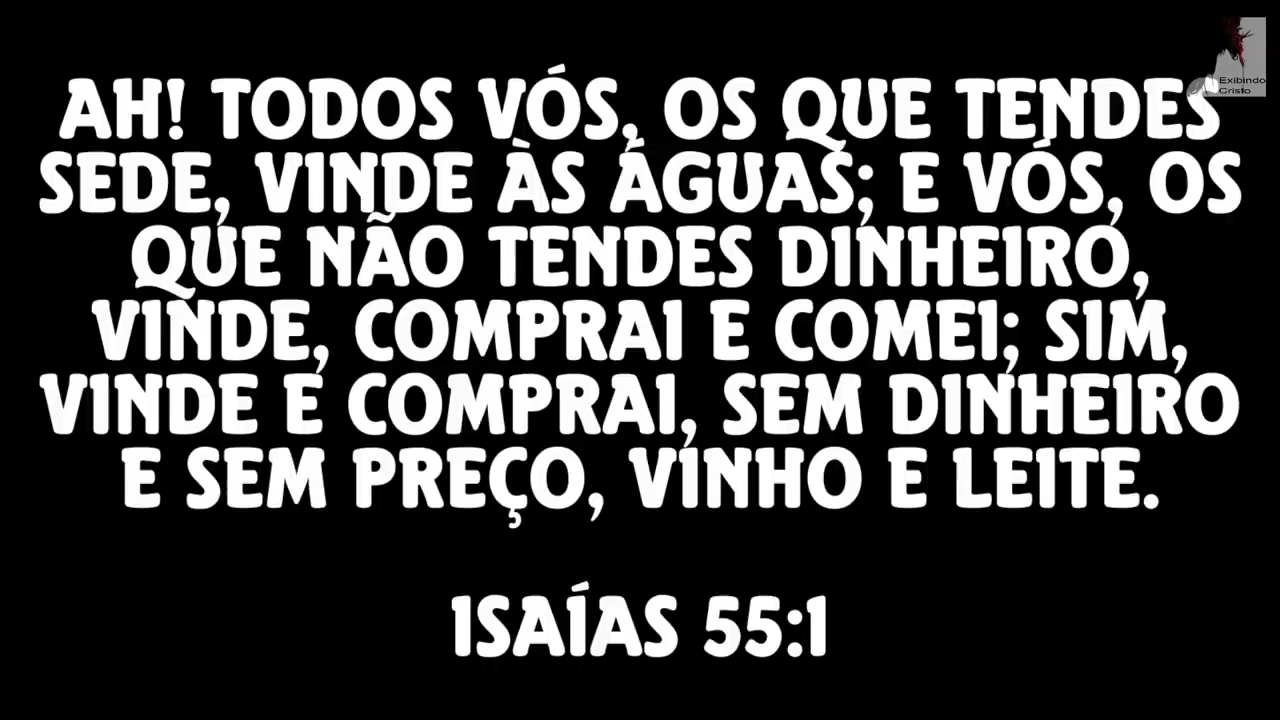 Exibindo
Cristo
AH! TODOS VÓS, OS QUE TENDES
SEDE, VINDE ÀS ÁGUAS; E VÓS, OS
QUE NÃO TENDES DINHEIRO,
VINDE, COMPRAI E COMEI; SIM,
VINDE E COMPRAI, SEM DINHEIRO
E SEM PREÇO, VINHO E LEITE.
ISAÍAS 55:1